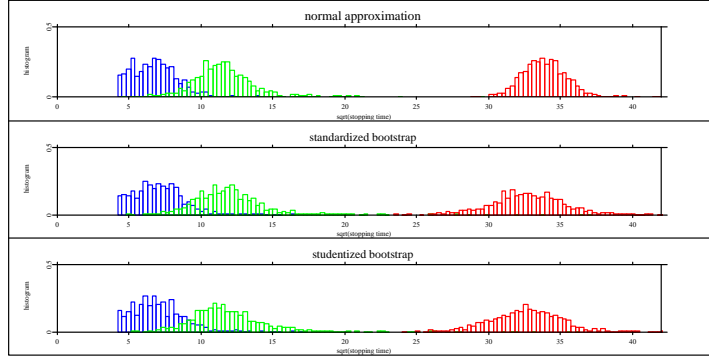 normal approximation
0.5
histogram
0
0 5 10 15 20 25 30 35 40
sqrt(stopping time)
standardized bootstrap
0.5
histogram
0
0 5 10 15 20 25 30 35 40
sqrt(stopping time)
studentized bootstrap
0.5
histogram
0
0 5 10 15 20 25 30 35 40
sqrt(stopping time)